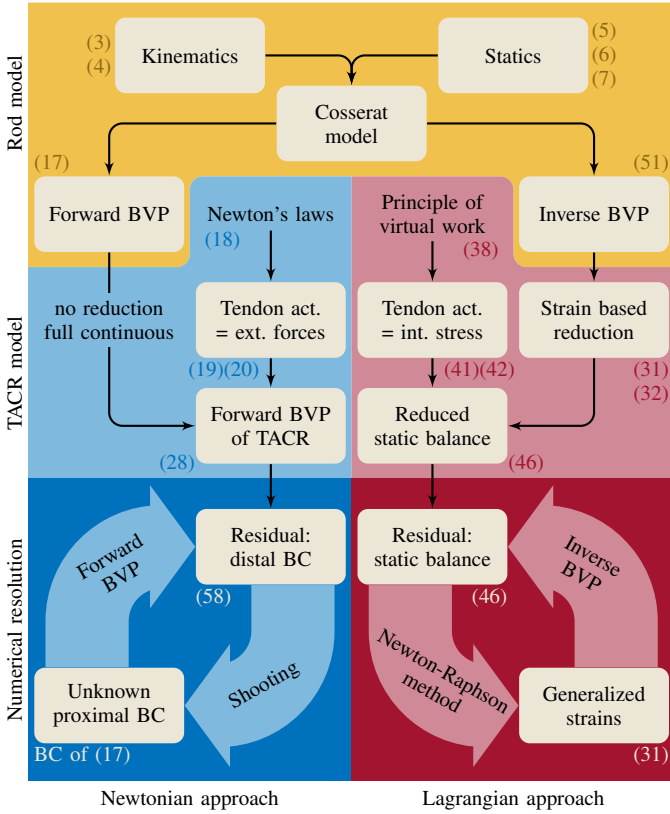 Rod model
(3)
(4)
Kinematics
Statics
(5)
(6)
(7)
Cosserat
model
(17)
(51)
Forward BVP
Newton's laws
(18)
Principle of
virtual work
(38)
Inverse BVP
TACR model
no reduction
full continuous
Tendon act.
= ext. forces
Tendon act.
= int. stress
Strain based
reduction
(19)(20)
(41)(42)
(31)
(32)
Forward BVP
of TACR
Reduced
static balance
(28)
(46)
Numerical resolution
Forward
BVP
Residual:
distal BC
Residual:
static balance
Inverse
BVP
(58)
(46)
Unknown
proximal BC
Shooting
Newton-Raphson
method
Generalized
strains
BC of (17)
(31)
Newtonian approach
Lagrangian approach